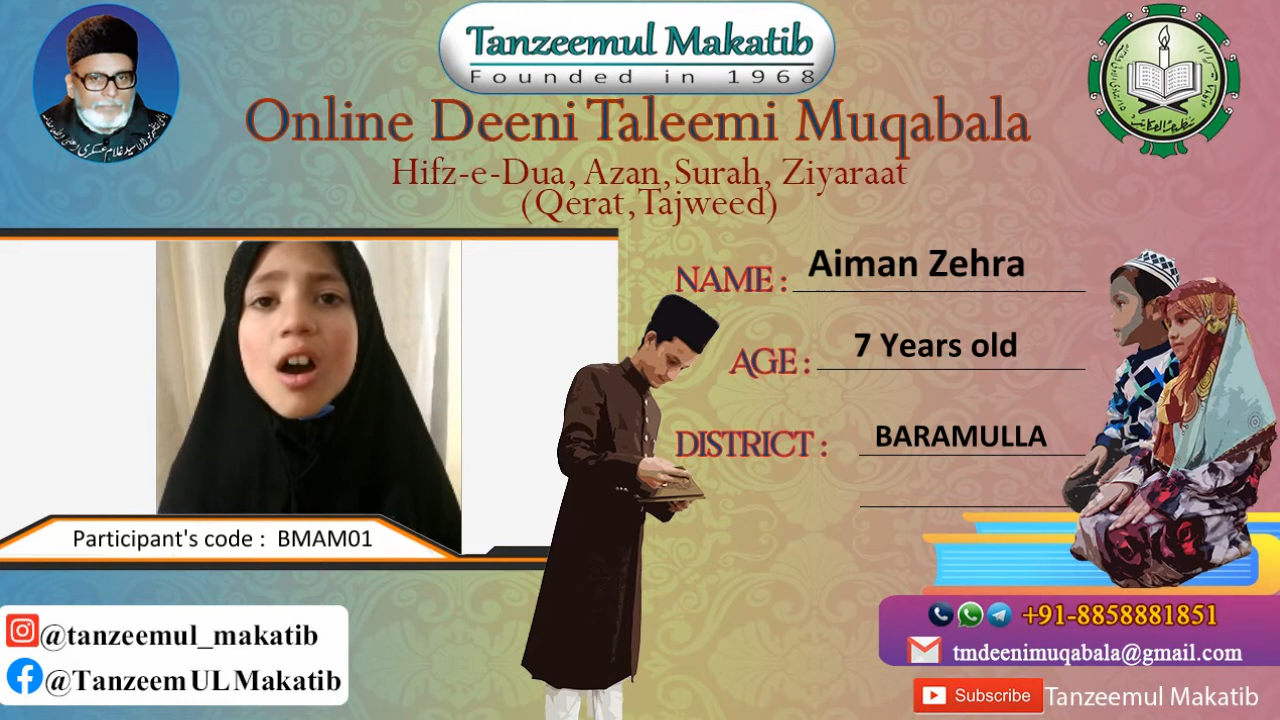 Tanzeemul Makatib
Founded in 1968
Online Deeni Taleemi Muqabala
Hifz-e-Dua, Azan, Surah, Ziyaraat
(Qerat, Tajweed)
NAME : Aiman Zehra
AGE : 7 Years old
DISTRICT : BARAMULLA
Participant's code : BMAM01
@tanzeemul_makatib
@Tanzeem UL Makatib
+91-8858881851
tmdeenimuqabala@gmail.com
Subscribe Tanzeemul Makatib